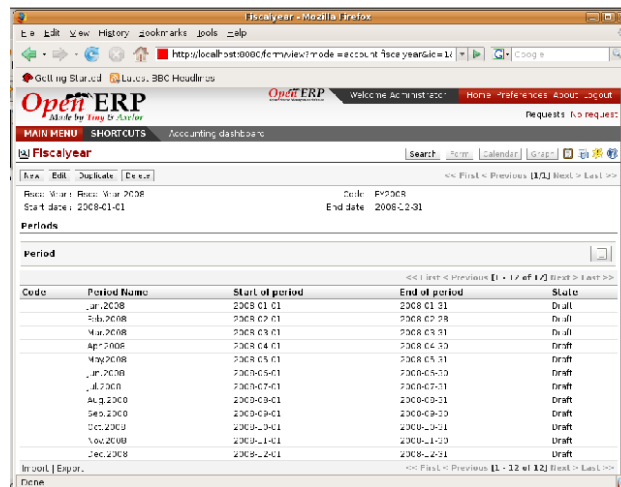 Fiscalyear - Mozilla Firefox
File Edit View History Bookmarks Tools Help
http://localhost:8080/form/view?mode Google
Getting Started Latest BBC Headlines
Open ERP Made by Tiny & Axelor Open ERP Welcome Administrator Home Preferences About Logout
Requests: No request
MAIN MENU SHORTCUTS Accounting dashboard
Fiscalyear Search Form Calendar Graph
New Edit Duplicate Delete << First < Previous [1/1] Next > Last >>
Fiscal Year : Fiscal Year 2008 Code FY2008
Start date : 2008-01-01 End date 2008-12-31
Periods
Period
<< First < Previous [1 - 12 of 12] Next > Last >>
Code Period Name Start of period End of period State
Jan.2008 2008-01-01 2008-01-31 Draft
Feb.2008 2008-02-01 Draft
Mar.2008 2008-03-01 2008-03-31 Draft
Apr.2008 2008-04-01 2008-04-30 Draft
May.2008 2008-05-01 2008-05-31 Draft
Jun.2008 2008-06-01 2008-06-30 Draft
Jul.2008 2008-07-01 2008-07-31 Draft
Aug.2008 2008-08-01 2008-08-31 Draft
Sep.2008 2008-09-01 2008-09-30 Draft
Oct.2008 2008-10-01 2008-10-31 Draft
Nov.2008 2008-11-01 2008-11-30 Draft
Dec.2008 2008-12-01 2008-12-31 Draft
Import | Export << First < Previous [1 - 12 of 12] Next > Last >>
Done